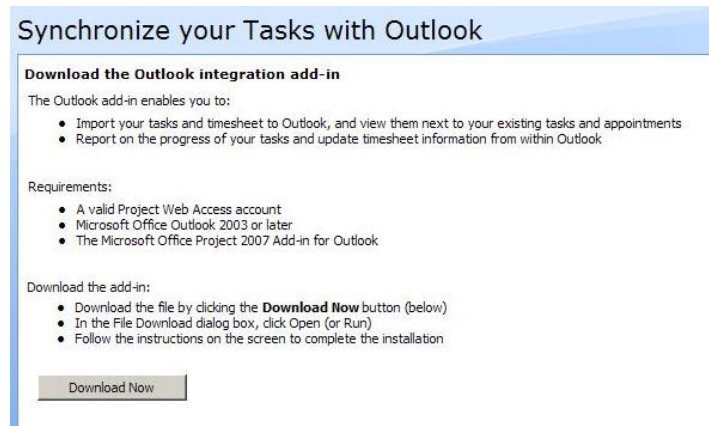 Synchronize your Tasks with Outlook
Download the Outlook integration add-in
The Outlook add-in enables you to:
• Import your tasks and timesheet to Outlook, and view them next to your existing tasks and appointments
• Report on the progress of your tasks and update timesheet information from within Outlook
Requirements:
• A valid Project Web Access account
• Microsoft Office Outlook 2003 or later
• The Microsoft Office Project 2007 Add-in for Outlook
Download the add-in:
• Download the file by clicking the Download Now button (below)
• In the File Download dialog box, click Open (or Run)
• Follow the instructions on the screen to complete the installation
Download Now